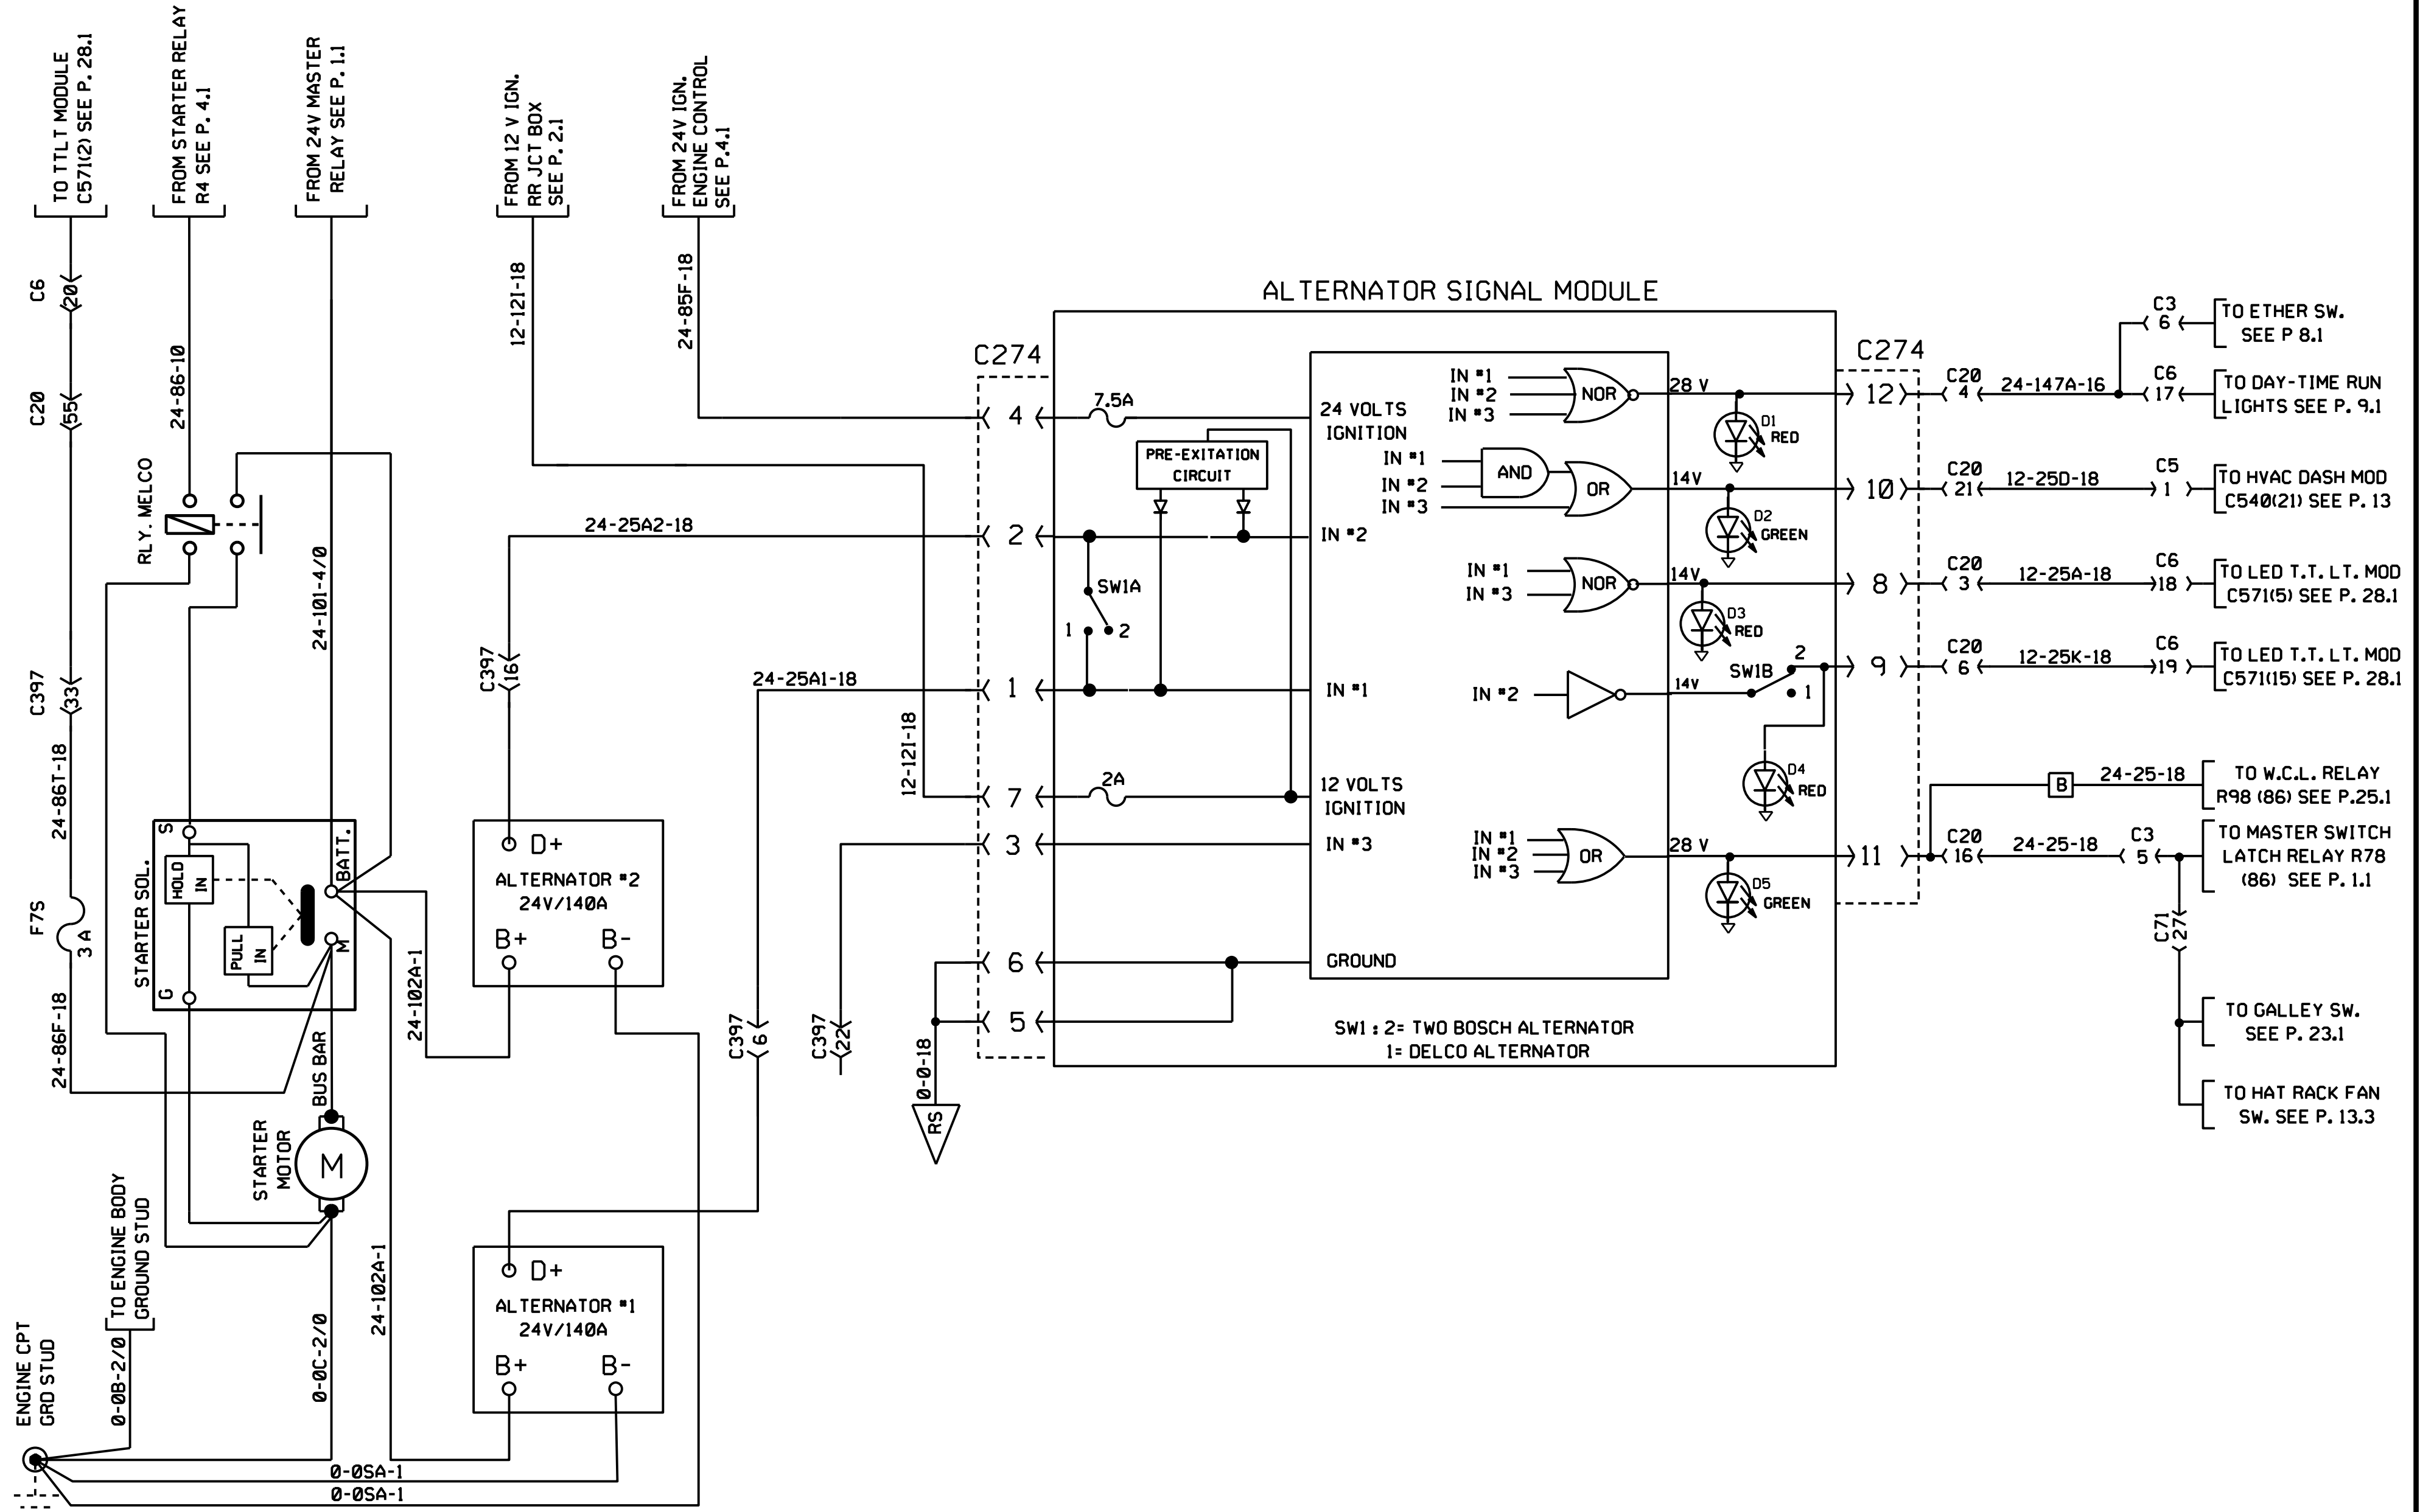 TO TTLT MODULE
C571(2) SEE P. 28.1
FROM STARTER RELAY
R4 SEE P. 4.1
FROM 24V MASTER
RELAY SEE P. 1.1
FROM 12 V IGN.
RR JCT BOX
SEE P. 2.1
FROM 24V IGN.
ENGINE CONTROL
SEE P.4.1
C6
20
C20
55
C397
33
24-86T-18
F7S
3 A
24-86F-18
24-86-10
RLY. MELCO
24-101-4/0
12-12I-18
24-85F-18
STARTER SOL.
S
HOLD
IN
PULL
IN
G
BATT.
M
BUS BAR
STARTER
MOTOR
M
TO ENGINE BODY
GROUND STUD
ENGINE CPT
GRD STUD
0-0B-2/0
0-0C-2/0
24-102A-1
24-102A-1
0-0SA-1
0-0SA-1
24-25A2-18
C397
16
D+
ALTERNATOR #2
24V/140A
B+
B-
24-25A1-18
C397
6
D+
ALTERNATOR #1
24V/140A
B+
B-
C397
22
12-12I-18
0-0-18
RS
ALTERNATOR SIGNAL MODULE
C274
4
2
1
7
3
6
5
7.5A
PRE-EXITATION
CIRCUIT
SW1A
1
2
2A
24 VOLTS
IGNITION
IN #2
IN #1
12 VOLTS
IGNITION
IN #3
GROUND
IN #1
IN #2
IN #3
NOR
28 V
D1
RED
IN #1
IN #2
IN #3
AND
OR
14V
D2
GREEN
IN #1
IN #3
NOR
14V
D3
RED
IN #2
14V
SW1B
2
1
D4
RED
IN #1
IN #2
IN #3
OR
28 V
D5
GREEN
SW1 : 2= TWO BOSCH ALTERNATOR
1= DELCO ALTERNATOR
C274
12
10
8
9
11
C20
4
24-147A-16
C3
6
TO ETHER SW.
SEE P 8.1
C6
17
TO DAY-TIME RUN
LIGHTS SEE P. 9.1
C20
21
12-25D-18
C5
1
TO HVAC DASH MOD
C540(21) SEE P. 13
C20
3
12-25A-18
C6
18
TO LED T.T. LT. MOD
C571(5) SEE P. 28.1
C20
6
12-25K-18
C6
19
TO LED T.T. LT. MOD
C571(15) SEE P. 28.1
B
24-25-18
TO W.C.L. RELAY
R98 (86) SEE P.25.1
C20
16
24-25-18
C3
5
TO MASTER SWITCH
LATCH RELAY R78
(86) SEE P. 1.1
C71
27
TO GALLEY SW.
SEE P. 23.1
TO HAT RACK FAN
SW. SEE P. 13.3